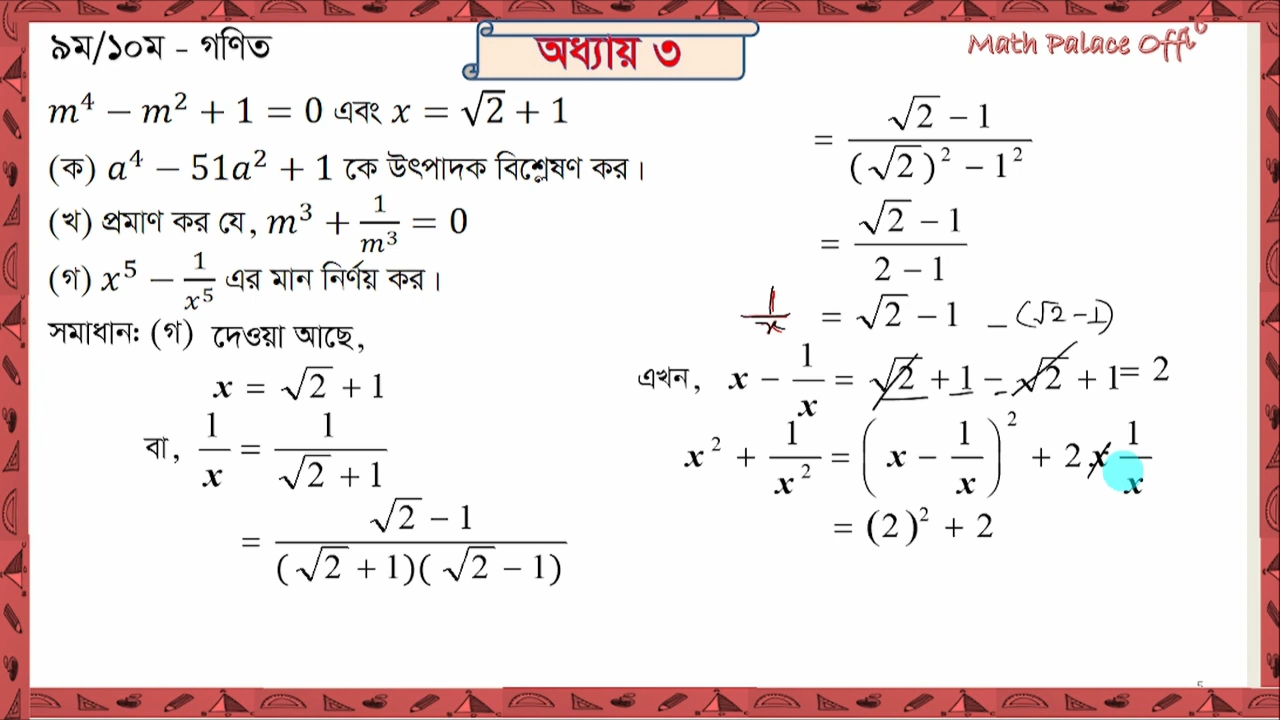 ৯ম/১০ম - গণিত
অধ্যায় ৩
Math Palace Offi
m⁴ − m² + 1 = 0 এবং x = √2 + 1
(ক) a⁴ − 51a² + 1 কে উৎপাদক বিশ্লেষণ কর।
(খ) প্রমাণ কর যে, m³ + 1/m³ = 0
(গ) x⁵ − 1/x⁵ এর মান নির্ণয় কর।
সমাধানঃ (গ) দেওয়া আছে,
x = √2 + 1
বা, 1/x = 1/(√2 + 1)
= (√2 − 1)/((√2 + 1)(√2 − 1))
= (√2 − 1)/((√2)² − 1²)
= (√2 − 1)/(2 − 1)
1/x = √2 − 1 − (√2 − 1)
এখন, x − 1/x = √2 + 1 − √2 + 1 = 2
x² + 1/x² = (x − 1/x)² + 2x 1/x
= (2)² + 2
5